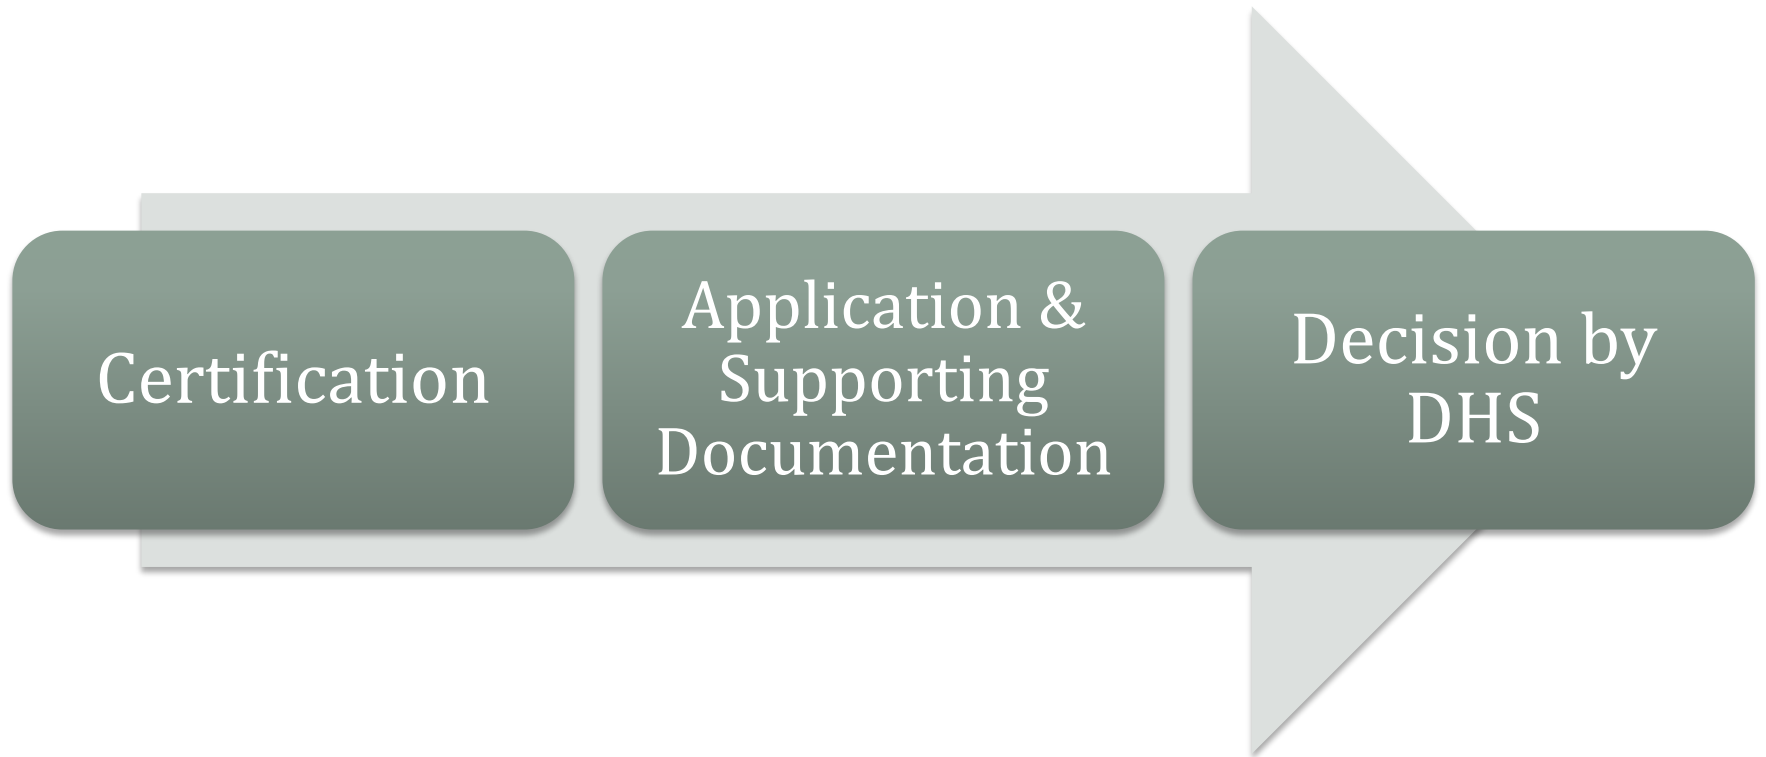 Certification
Application &
Supporting
Documentation
Decision by
DHS